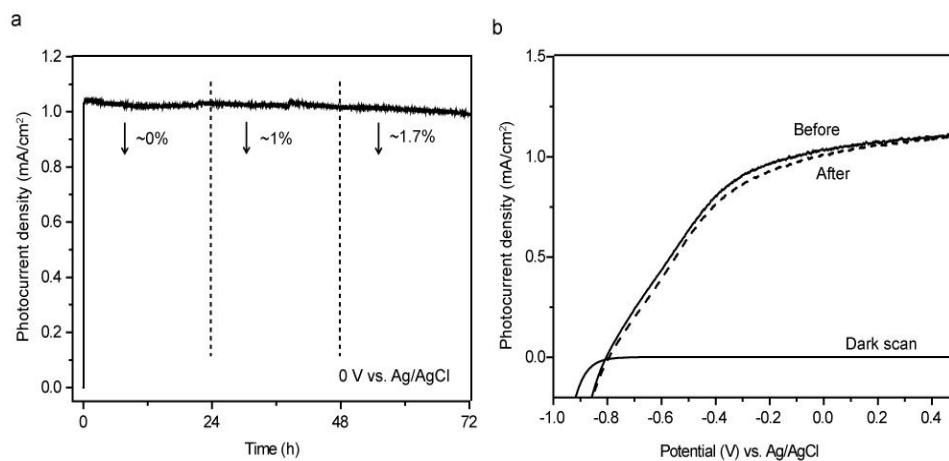 a
Photocurrent density (mA/cm²)
1.2
1.0
0.8
0.6
0.4
0.2
0.0
~0%
~1%
~1.7%
0 V vs. Ag/AgCl
0
24
48
72
Time (h)
b
Photocurrent density (mA/cm²)
1.5
1.0
0.5
0.0
Before
After
Dark scan
-1.0
-0.8
-0.6
-0.4
-0.2
0.0
0.2
0.4
Potential (V) vs. Ag/AgCl